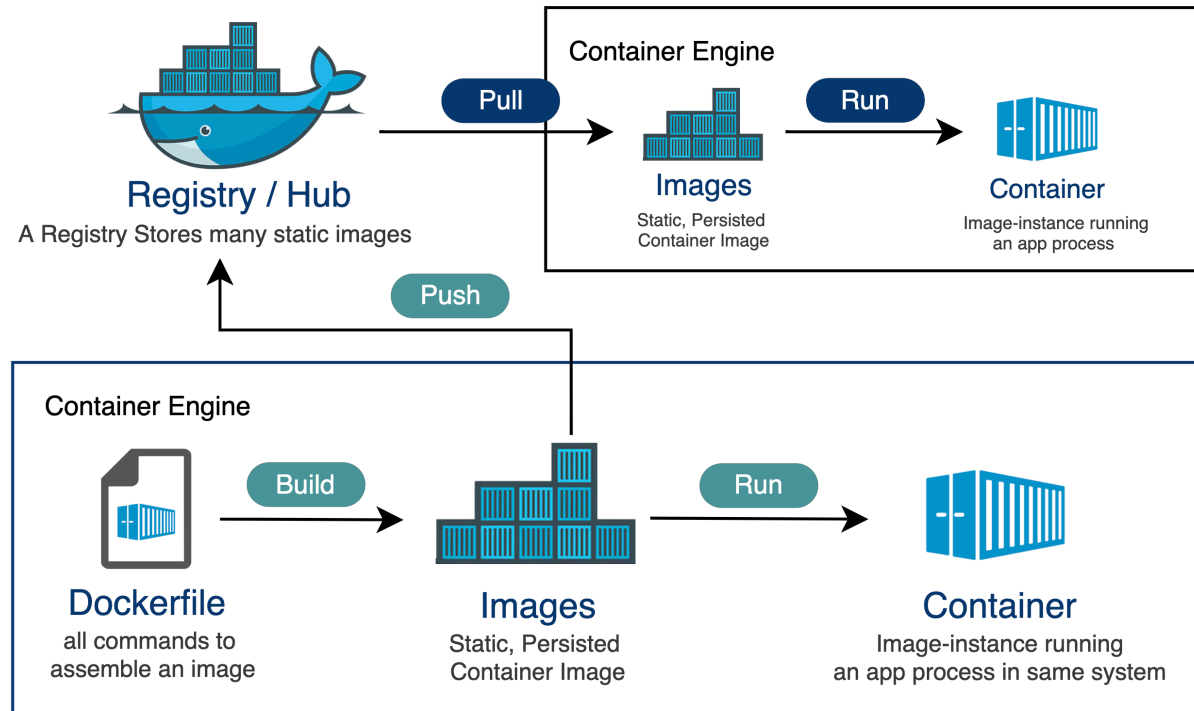 Container Engine
Pull
Run
Registry / Hub
A Registry Stores many static images
Images
Static, Persisted
Container Image
Container
Image-instance running
an app process
Push
Container Engine
Build
Run
Dockerfile
all commands to
assemble an image
Images
Static, Persisted
Container Image
Container
Image-instance running
an app process in same system